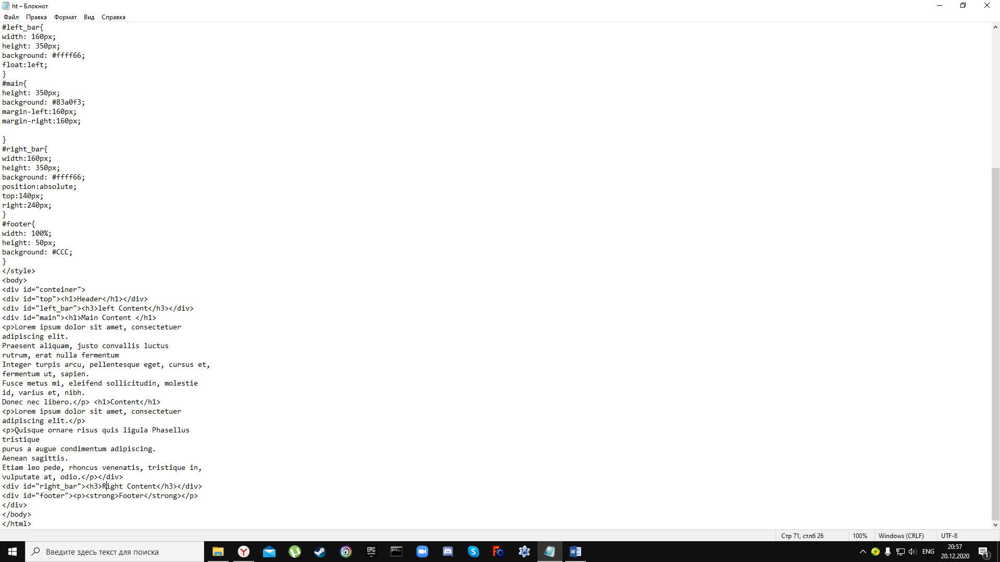 ht – Блокнот
Файл Правка Формат Вид Справка
#left_bar{
width: 160px;
height: 350px;
background: #ffff66;
float:left;
}
#main{
height: 350px;
background: #83a0f3;
margin-left:160px;
margin-right:160px;

}
#right_bar{
width:160px;
height: 350px;
background: #ffff66;
position:absolute;
top:140px;
right:240px;
}
#footer{
width: 100%;
height: 50px;
background: #CCC;
}
</style>
<body>
<div id="conteiner">
<div id="top"><h1>Header</h1></div>
<div id="left_bar"><h3>left Content</h3></div>
<div id="main"><h1>Main Content </h1>
<p>Lorem ipsum dolor sit amet, consectetuer
adipiscing elit.
Praesent aliquam, justo convallis luctus
rutrum, erat nulla fermentum
Integer turpis arcu, pellentesque eget, cursus et,
fermentum ut, sapien.
Fusce metus mi, eleifend sollicitudin, molestie
id, varius et, nibh.
Donec nec libero.</p> <h1>Content</h1>
<p>Lorem ipsum dolor sit amet, consectetuer
adipiscing elit.</p>
<p>Quisque ornare risus quis ligula Phasellus
tristique
purus a augue condimentum adipiscing.
Aenean sagittis.
Etiam leo pede, rhoncus venenatis, tristique in,
vulputate at, odio.</p></div>
<div id="right_bar"><h3>Right Content</h3></div>
<div id="footer"><p><strong>Footer</strong></p>
</div>
</body>
</html>
Стр 71, стлб 26 100% Windows (CRLF) UTF-8
Введите здесь текст для поиска
EPIC GAMES
ENG
20:57
20.12.2020
1